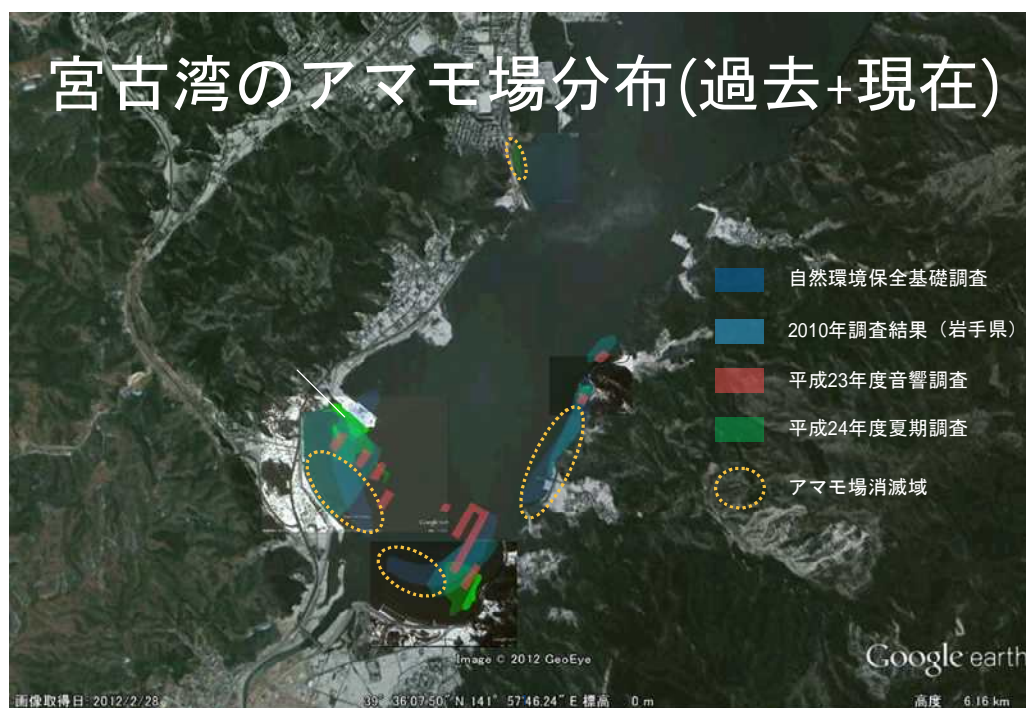 宮古湾のアマモ場分布(過去+現在)
自然環境保全基礎調査
2010年調査結果（岩手県）
平成23年度音響調査
平成24年度夏期調査
アマモ場消滅域
Image © 2012 GeoEye
Google earth
画像取得日: 2012/2/28
39° 36'07.50" N 141° 57'46.24" E 標高 0 m
高度 6.16 km